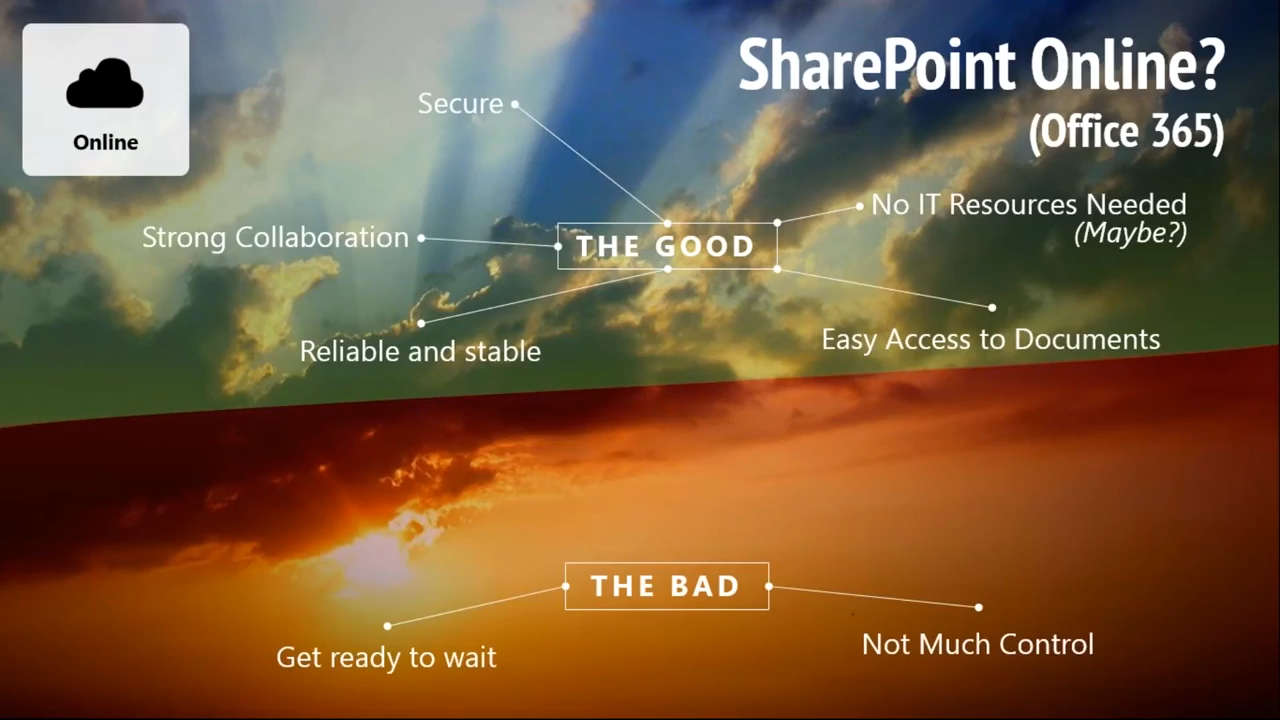 Online
SharePoint Online?
(Office 365)
Secure
No IT Resources Needed
(Maybe?)
Strong Collaboration
THE GOOD
Reliable and stable
Easy Access to Documents
THE BAD
Get ready to wait
Not Much Control